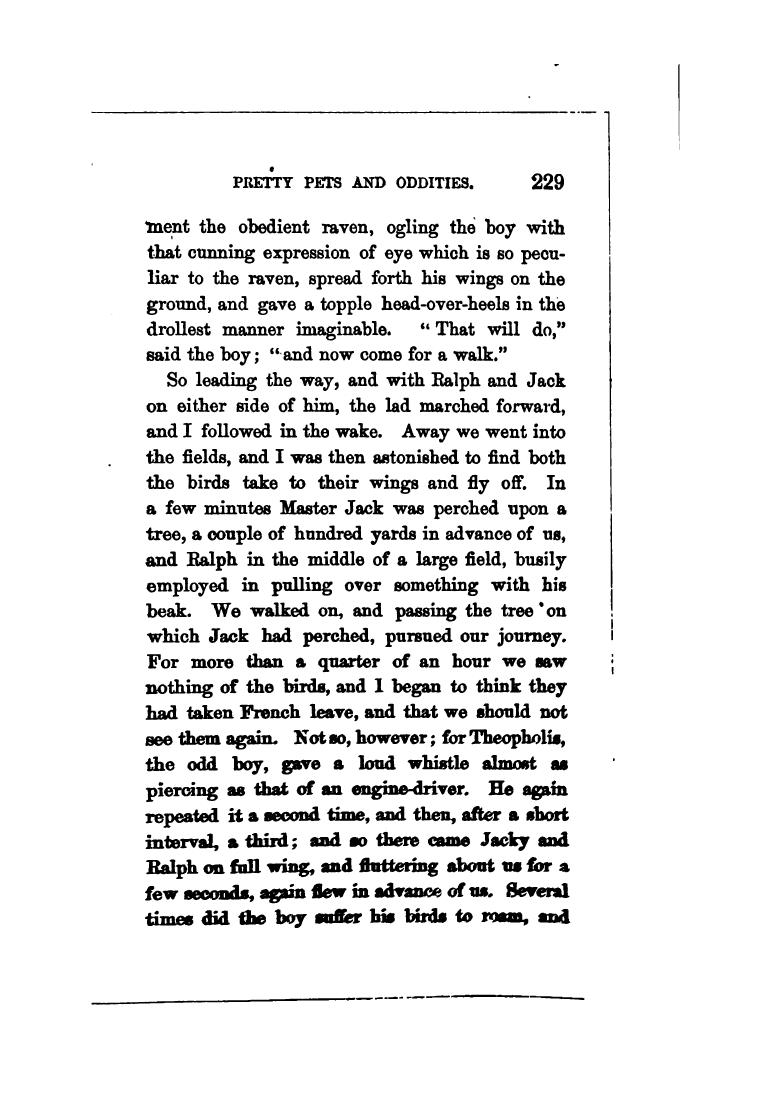 PRETTY PETS AND ODDITIES. 229
ment the obedient raven, ogling the boy with
that cunning expression of eye which is so pecu-
liar to the raven, spread forth his wings on the
ground, and gave a topple head-over-heels in the
drollest manner imaginable. "That will do,"
said the boy; "and now come for a walk."
So leading the way, and with Ralph and Jack
on either side of him, the lad marched forward,
and I followed in the wake. Away we went into
the fields, and I was then astonished to find both
the birds take to their wings and fly off. In
a few minutes Master Jack was perched upon a
tree, a couple of hundred yards in advance of us,
and Ralph in the middle of a large field, busily
employed in pulling over something with his
beak. We walked on, and passing the tree on
which Jack had perched, pursued our journey.
For more than a quarter of an hour we saw
nothing of the birds, and I began to think they
had taken French leave, and that we should not
see them again. Not so, however; for Theopholis,
the odd boy, gave a loud whistle almost as
piercing as that of an engine-driver. He again
repeated it a second time, and then, after a short
interval, a third; and so there came Jacky and
Ralph on full wing, and fluttering about us for a
few seconds, again flew in advance of us. Several
times did the boy suffer his birds to roam, and